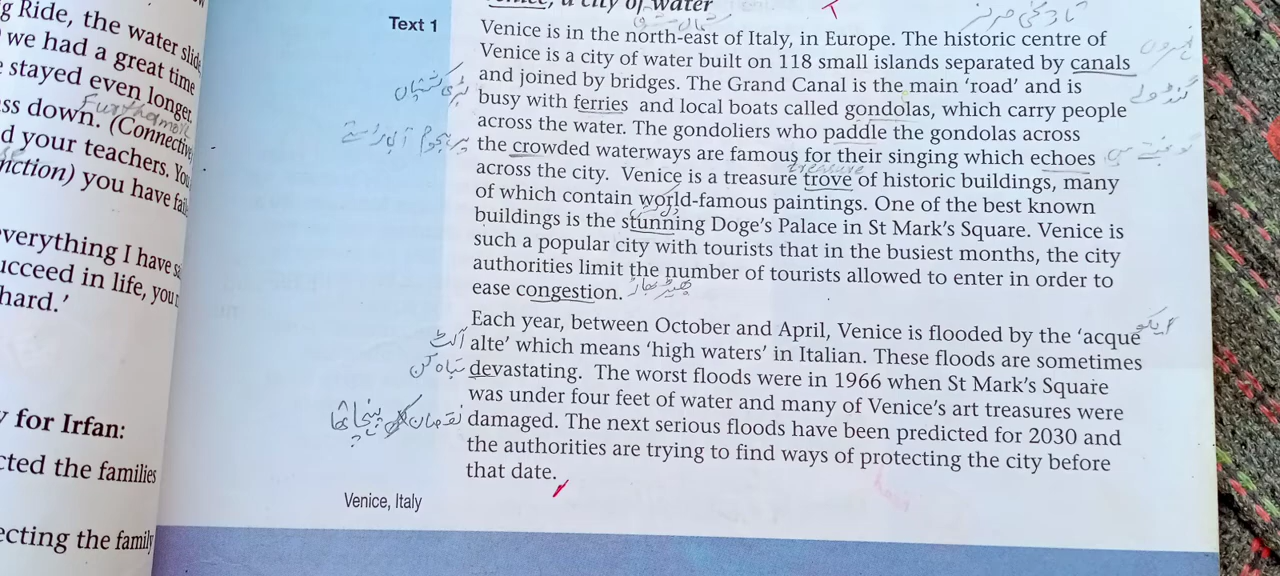 g Ride, the water slide
we had a great time
stayed even longer.
ss down. (Connective
Furthermore
d your teachers. You
nction) you have fail
verything I have s
ucceed in life, you
hard.'
y for Irfan:
cted the families
ecting the family
a city of water
Text 1
تاریخی مرکز
Venice is in the north-east of Italy, in Europe. The historic centre of
Venice is a city of water built on 118 small islands separated by canals
and joined by bridges. The Grand Canal is the main 'road' and is
busy with ferries and local boats called gondolas, which carry people
across the water. The gondoliers who paddle the gondolas across
the crowded waterways are famous for their singing which echoes
treasure
across the city. Venice is a treasure trove of historic buildings, many
of which contain world-famous paintings. One of the best known
buildings is the stunning Doge's Palace in St Mark's Square. Venice is
such a popular city with tourists that in the busiest months, the city
authorities limit the number of tourists allowed to enter in order to
ease congestion. بھیڑ بھاڑ
Each year, between October and April, Venice is flooded by the 'acque
alte' which means 'high waters' in Italian. These floods are sometimes
تباہ کن devastating. The worst floods were in 1966 when St Mark's Square
was under four feet of water and many of Venice's art treasures were
نقصان پہنچا تھا damaged. The next serious floods have been predicted for 2030 and
the authorities are trying to find ways of protecting the city before
that date.
Venice, Italy